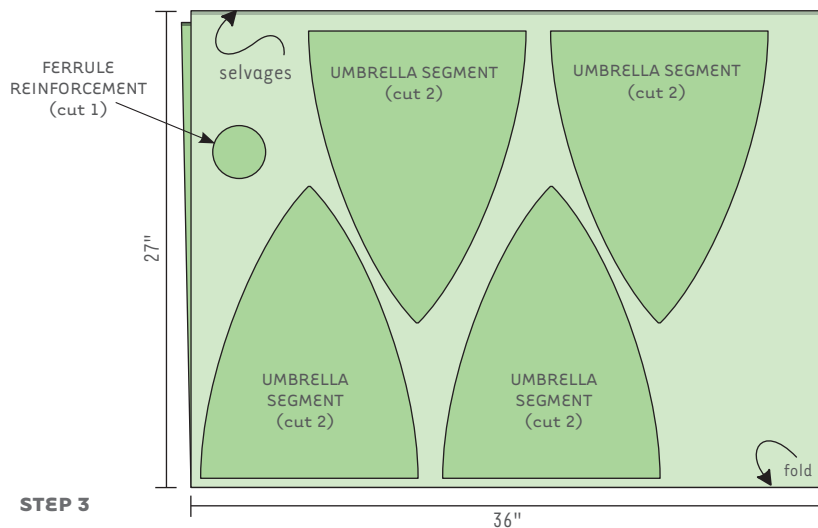 FERRULE
REINFORCEMENT
(cut 1)
selvages
UMBRELLA SEGMENT
(cut 2)
UMBRELLA SEGMENT
(cut 2)
27"
UMBRELLA
SEGMENT
(cut 2)
UMBRELLA
SEGMENT
(cut 2)
fold
STEP 3
36"